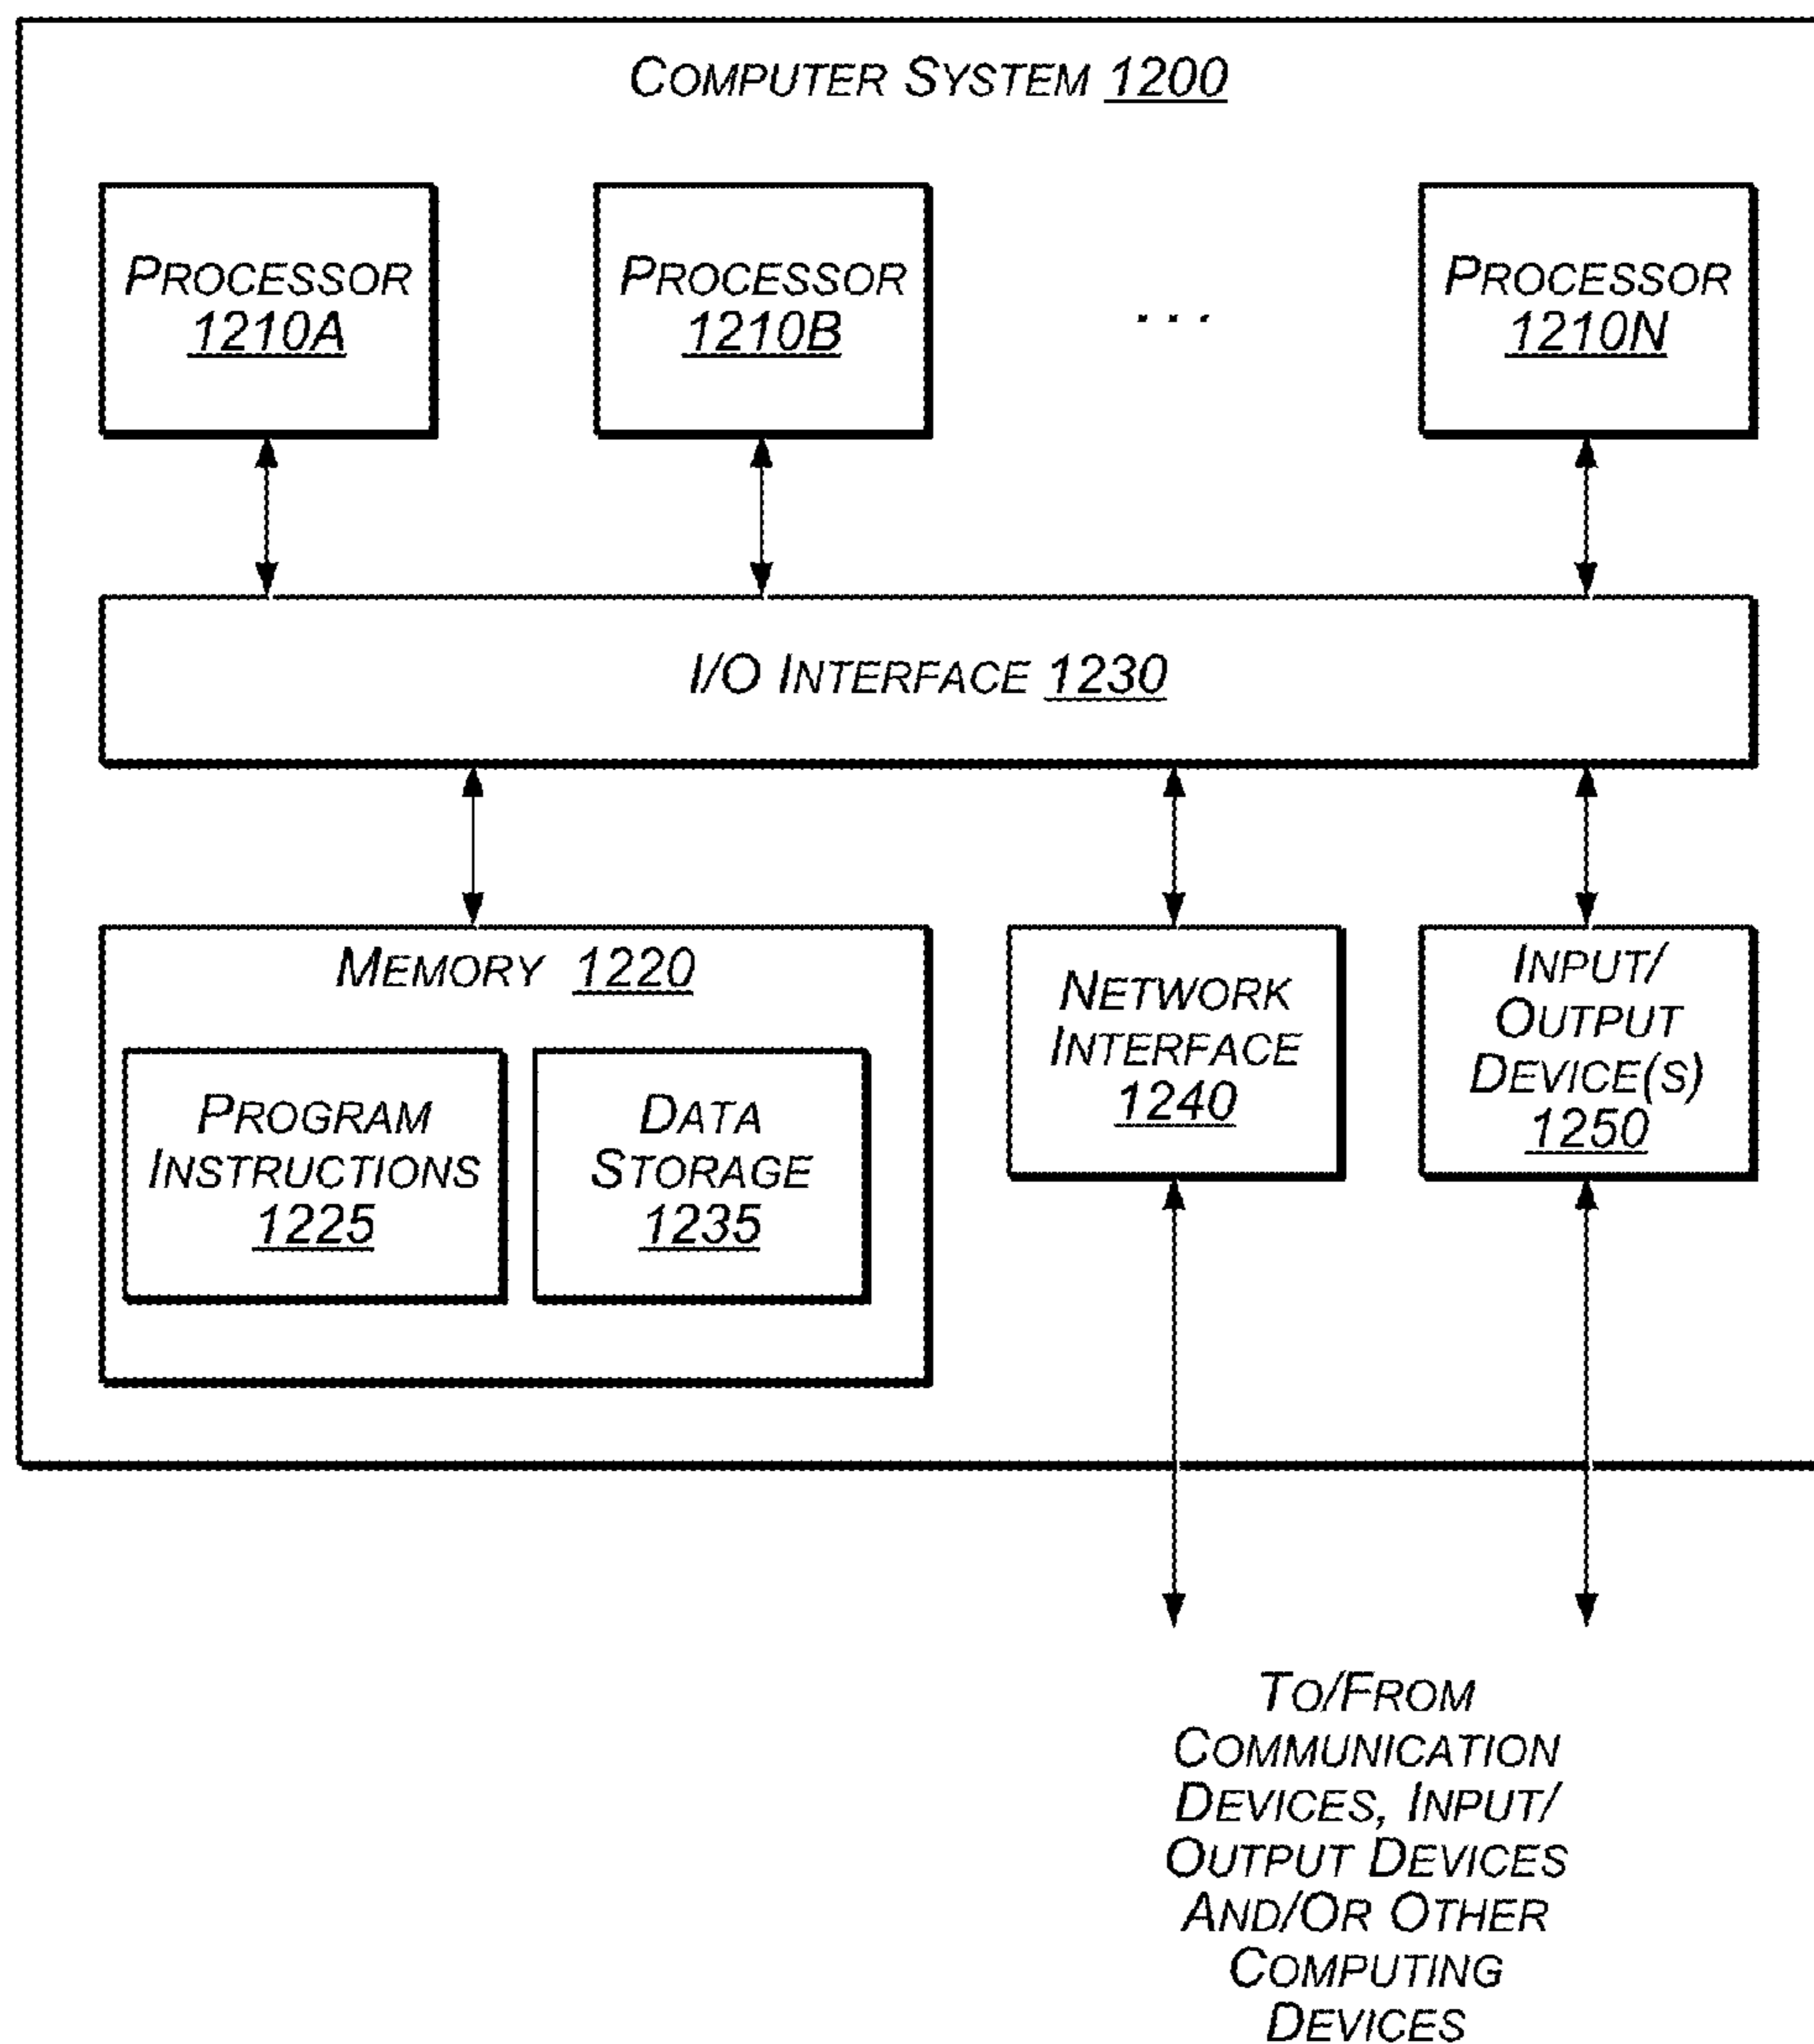 COMPUTER SYSTEM 1200
PROCESSOR
1210A
PROCESSOR
1210B
. . .
PROCESSOR
1210N
I/O INTERFACE 1230
MEMORY 1220
PROGRAM
INSTRUCTIONS
1225
DATA
STORAGE
1235
NETWORK
INTERFACE
1240
INPUT/
OUTPUT
DEVICE(S)
1250
TO/FROM
COMMUNICATION
DEVICES, INPUT/
OUTPUT DEVICES
AND/OR OTHER
COMPUTING
DEVICES